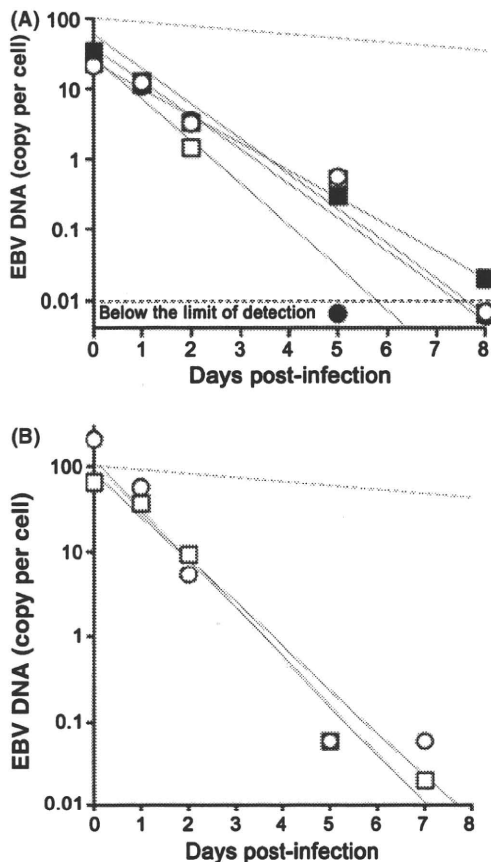 (A)
EBV DNA (copy per cell)
100
10
1
0.1
0.01
Below the limit of detection
0 1 2 3 4 5 6 7 8
Days post-infection
(B)
EBV DNA (copy per cell)
100
10
1
0.1
0.01
0 1 2 3 4 5 6 7 8
Days post-infection